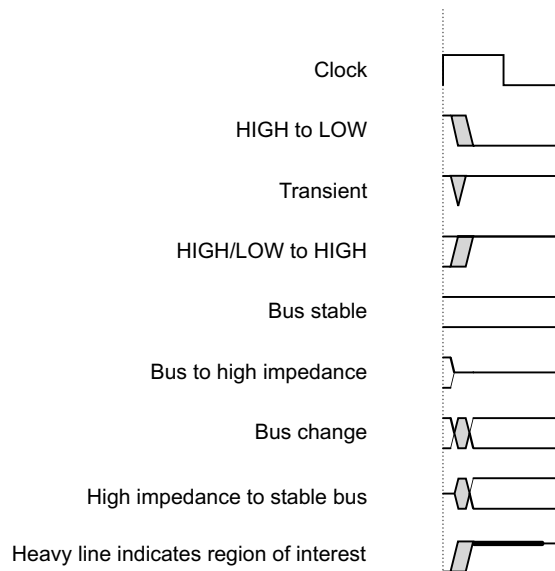 Clock
HIGH to LOW
Transient
HIGH/LOW to HIGH
Bus stable
Bus to high impedance
Bus change
High impedance to stable bus
Heavy line indicates region of interest